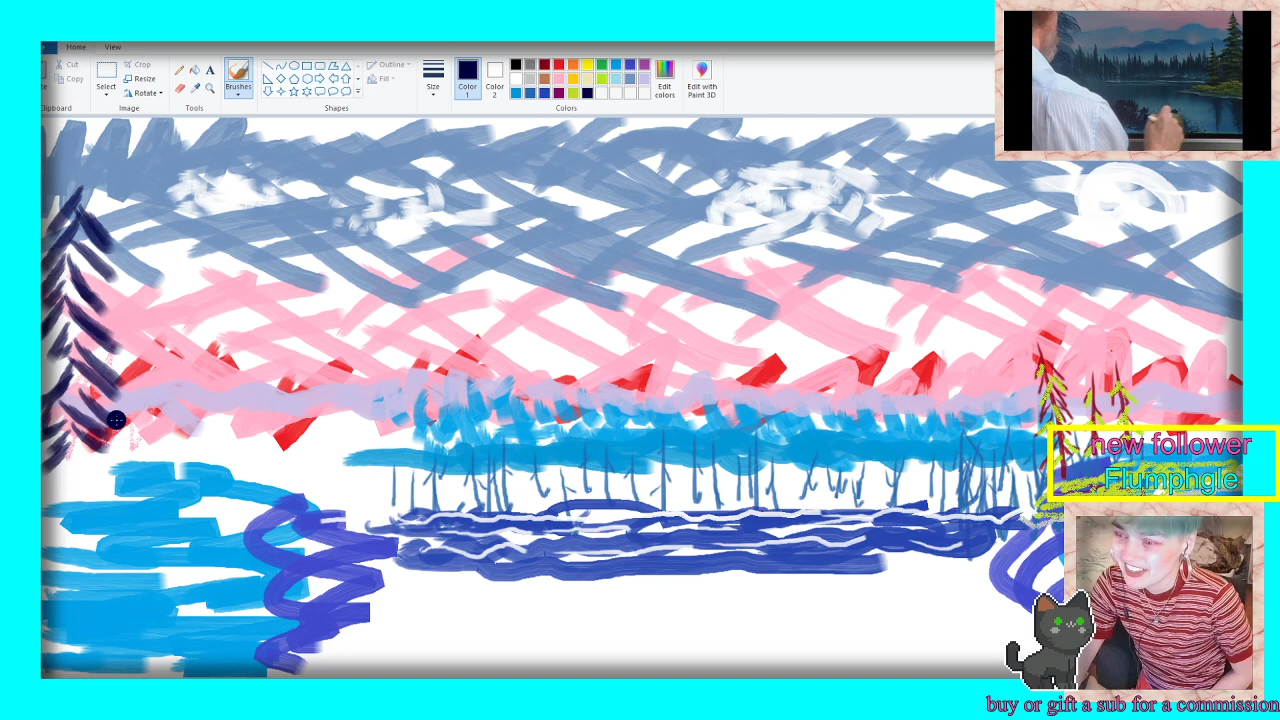 Home View
Cut
Copy
Clipboard
Select
Crop
Resize
Rotate
Image
Tools
Brushes
Shapes
Outline
Fill
Size
Color
1
Color
2
Colors
Edit
colors
Edit with
Paint 3D
new follower
Flumphgle
buy or gift a sub for a commission